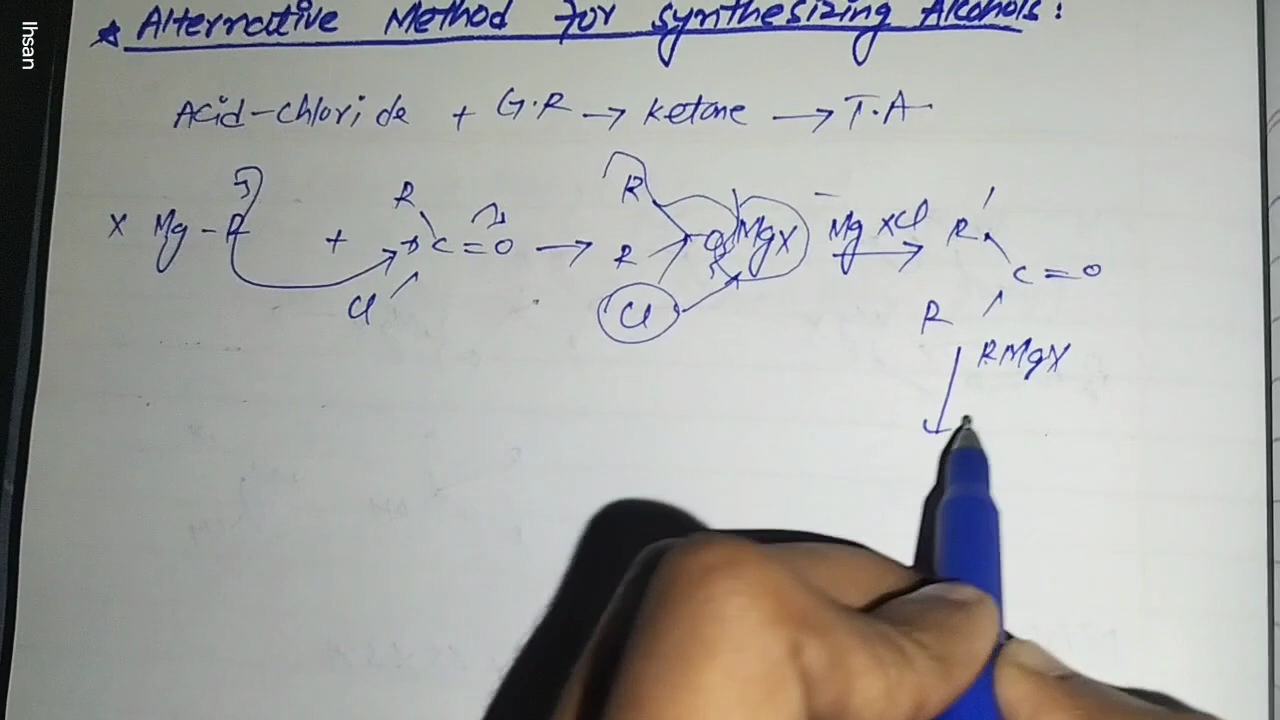 * Alternative Method for synthesizing Alcohols:
Acid-chloride + G.R → Ketone → T.A
X Mg-R + R C=O Cl → R R Cl O MgX -MgXCl → R' R C=O
RMgX
Ihsan